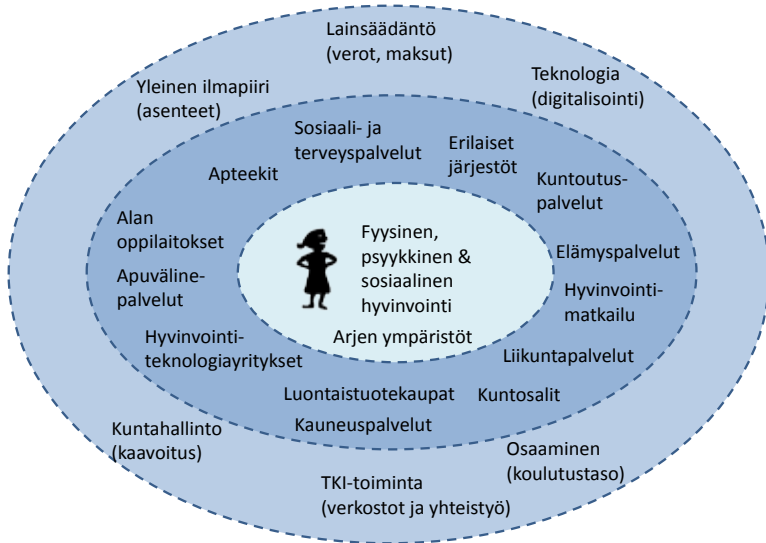 Lainsäädäntö
(verot, maksut)
Teknologia
(digitalisointi)
Yleinen ilmapiiri
(asenteet)
Sosiaali- ja
terveyspalvelut
Erilaiset
järjestöt
Apteekit
Kuntoutus-
palvelut
Alan
oppilaitokset
Fyysinen,
psyykkinen &
sosiaalinen
hyvinvointi
Elämyspalvelut
Apuväline-
palvelut
Hyvinvointi-
matkailu
Arjen ympäristöt
Hyvinvointi-
teknologiayritykset
Liikuntapalvelut
Luontaistuotekaupat
Kuntosalit
Kauneuspalvelut
Kuntahallinto
(kaavoitus)
Osaaminen
(koulutustaso)
TKI-toiminta
(verkostot ja yhteistyö)